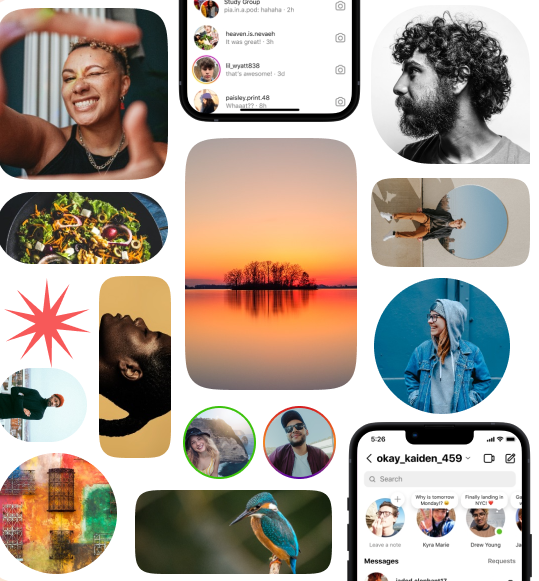 Study Group
pia.in.a.pod: hahaha · 2h
heaven.is.nevaeh
It was great! · 3h
lil_wyatt838
that's awesome! · 3d
paisley.print.48
Whaaat?? · 8h
5:26
okay_kaiden_459
Search
Why is tomorrow
Monday!?
Finally landing in
NYC!
Leave a note
Kyra Marie
Drew Young
Messages
Requests